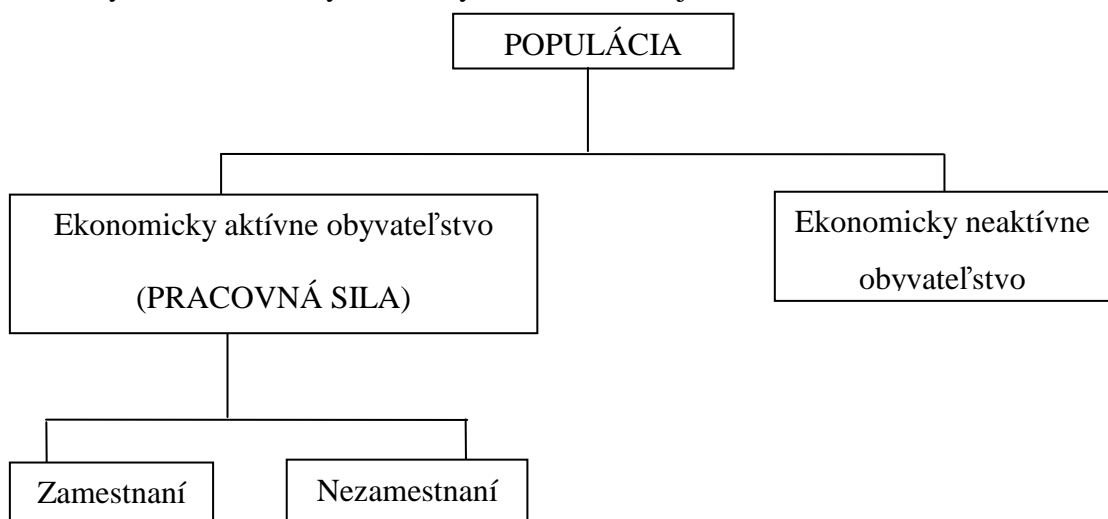 POPULÁCIA
Ekonomicky aktívne obyvateľstvo
(PRACOVNÁ SILA)
Ekonomicky neaktívne
obyvateľstvo
Zamestnaní
Nezamestnaní